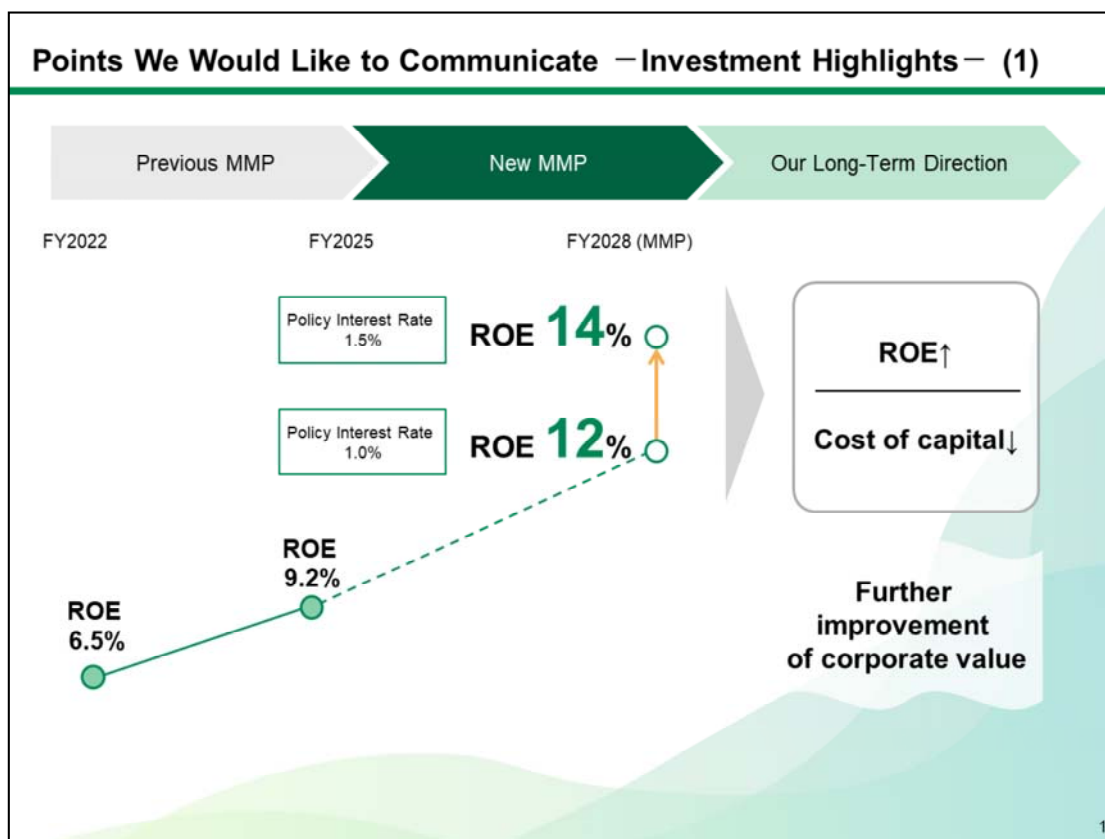 Points We Would Like to Communate －Investment Highlights－ (1)
Previous MMP
New MMP
Our Long-Term Direction
FY2022
FY2025
FY2028 (MMP)
Policy Interest Rate
1.5%
ROE 14%
Policy Interest Rate
1.0%
ROE 12%
ROE
9.2%
ROE
6.5%
ROE↑
Cost of capital↓
Further
improvement
of corporate value
1